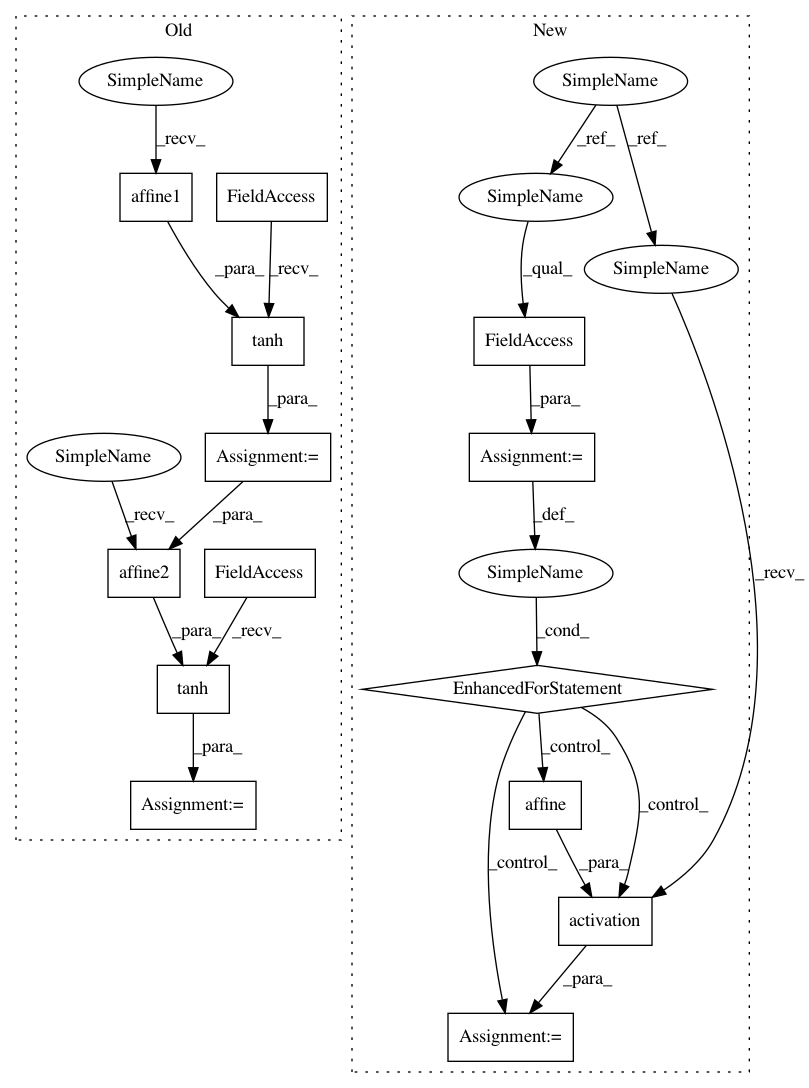 Old
New
SimpleName
SimpleName
_recv_
_ref_
_ref_
affine1
FieldAccess
SimpleName
SimpleName
_para_
_recv_
_qual_
tanh
FieldAccess
_para_
_para_
SimpleName
Assignment:=
Assignment:=
_recv_
_para_
_def_
affine2
FieldAccess
SimpleName
_recv_
_para_
_recv_
_cond_
tanh
EnhancedForStatement
_para_
_control_
Assignment:=
affine
_control_
_control_
_para_
activation
_para_
Assignment:=